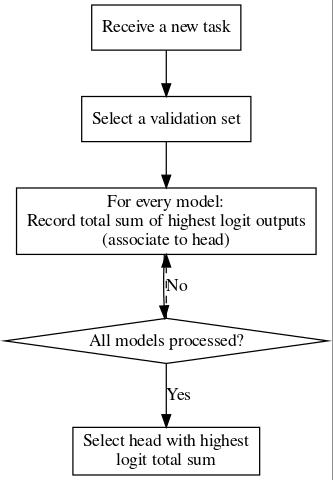 Receive a new task
Select a validation set
For every model:
Record total sum of highest logit outputs
(associate to head)
No
All models processed?
Yes
Select head with highest
logit total sum